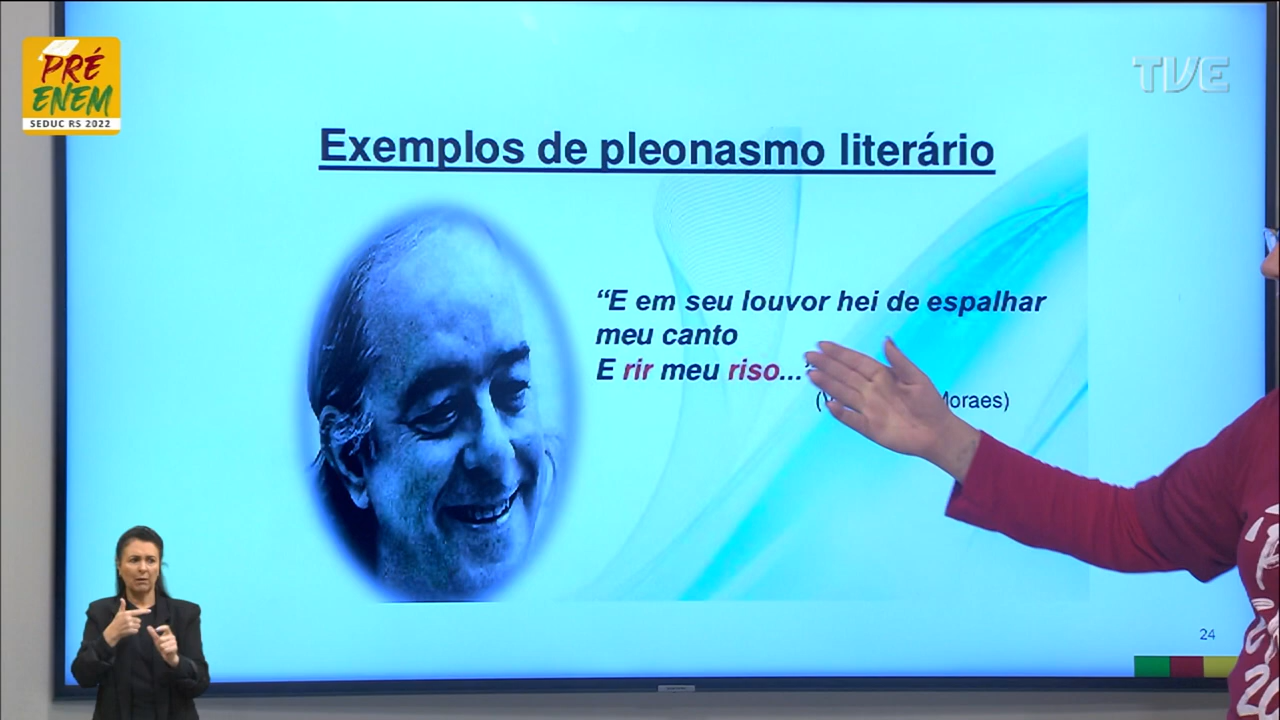 PRÉ
ENEM
SEDUC RS 2022
TVE
Exemplos de pleonasmo literário
“E em seu louvor hei de espalhar
meu canto
E rir meu riso...”
Moraes)
24